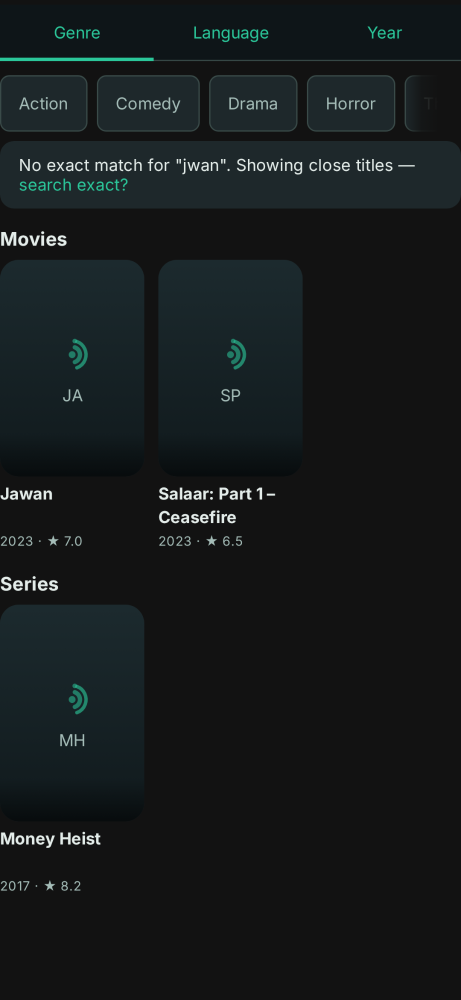 Genre Language Year
Action Comedy Drama Horror
No exact match for "jwan". Showing close titles —
search exact?
Movies
JA SP
Jawan Salaar: Part 1 –
Ceasefire
2023 · ★ 7.0 2023 · ★ 6.5
Series
MH
Money Heist
2017 · ★ 8.2